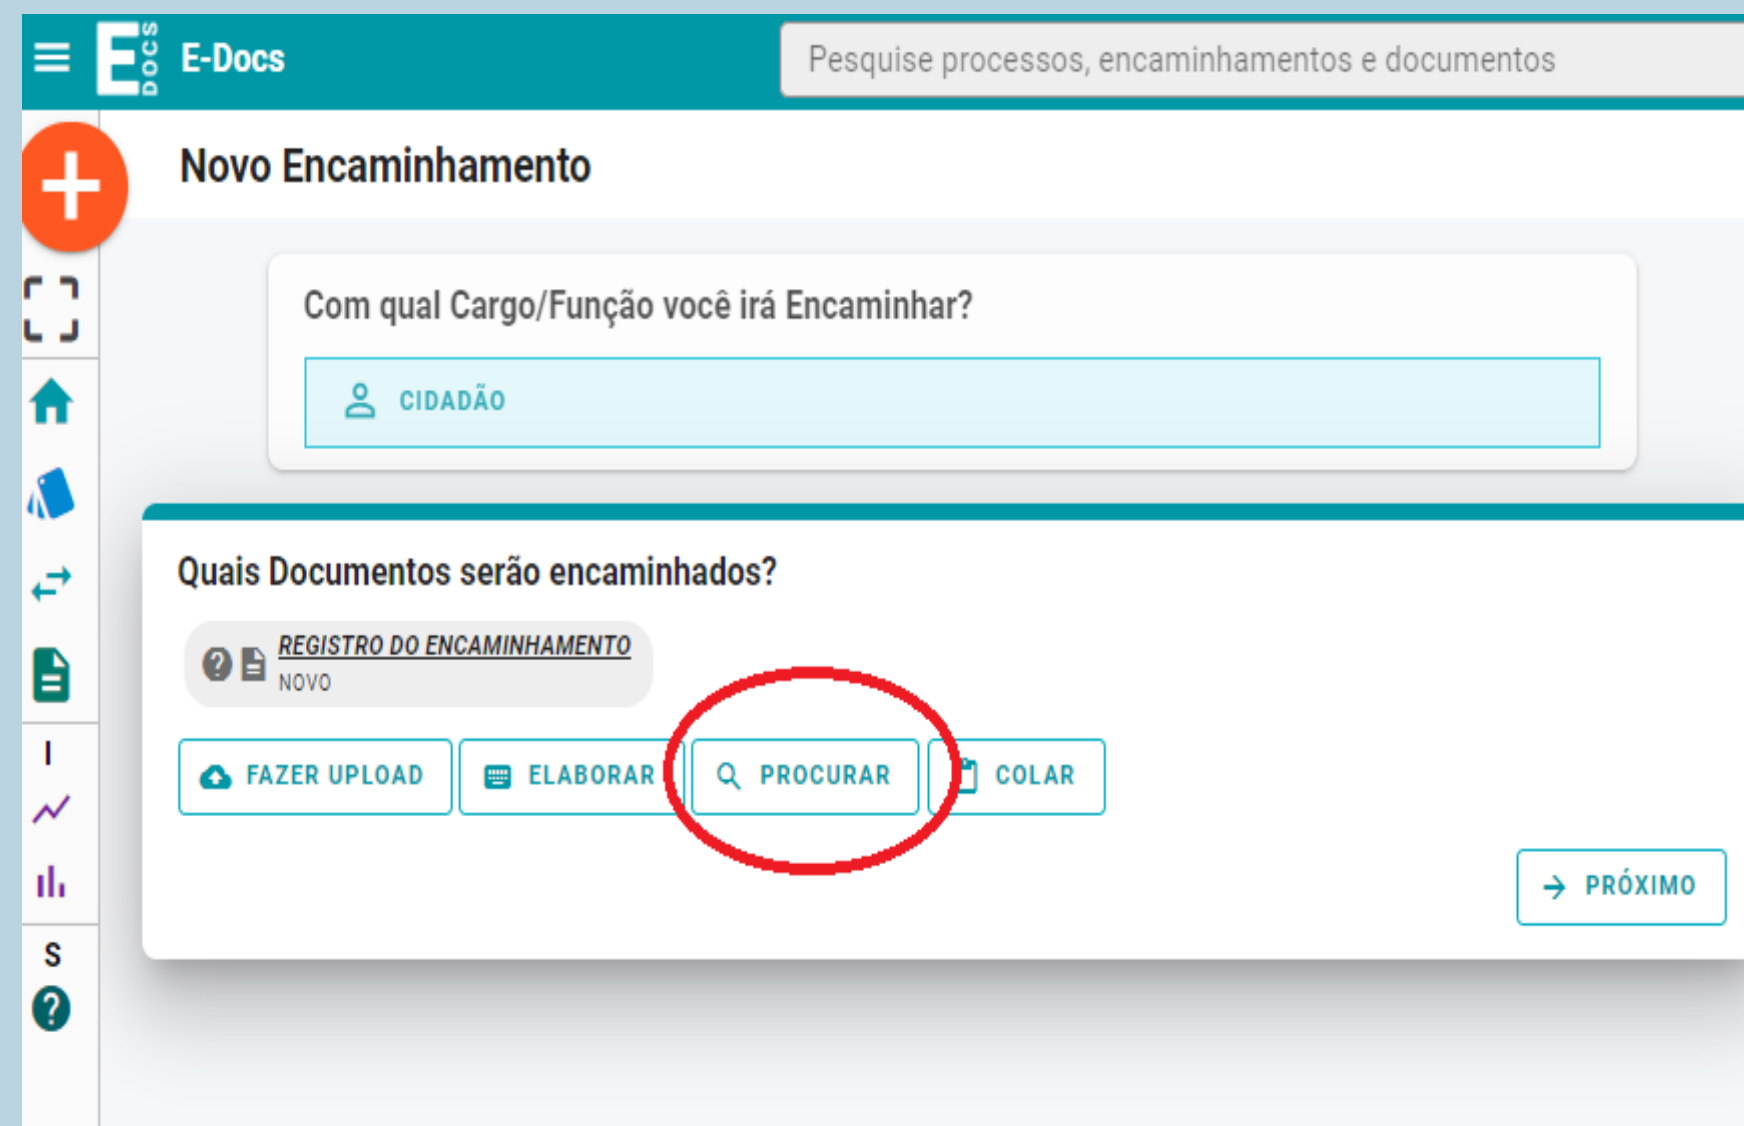 E DOCS E-Docs
Pesquise processos, encaminhamentos e documentos
Novo Encaminhamento
Com qual Cargo/Função você irá Encaminhar?
CIDADÃO
Quais Documentos serão encaminhados?
REGISTRO DO ENCAMINHAMENTO
NOVO
FAZER UPLOAD
ELABORAR
PROCURAR
COLAR
PRÓXIMO
I
S